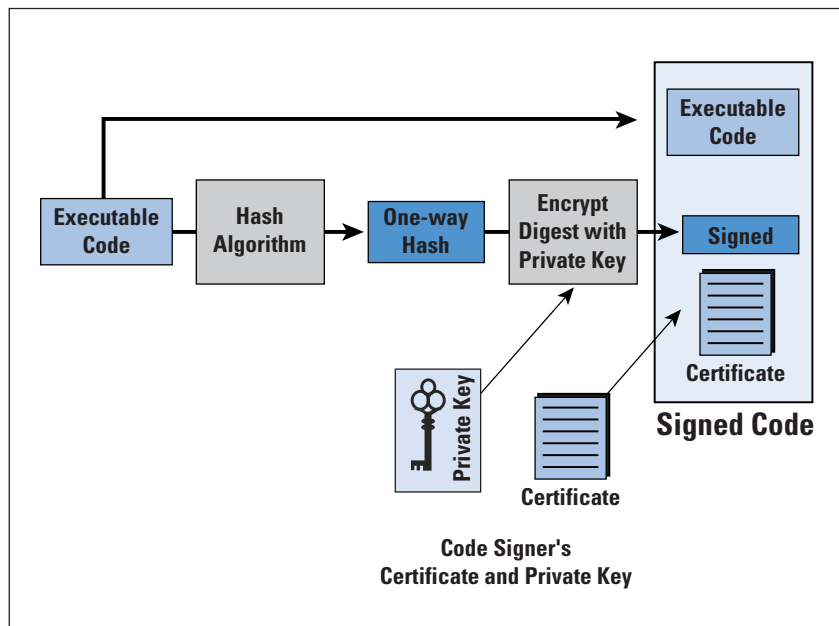 Executable
Code
Executable
Code
Hash
Algorithm
One-way
Hash
Encrypt
Digest with
Private Key
Signed
Certificate
Signed Code
Private Key
Certificate
Code Signer's
Certificate and Private Key